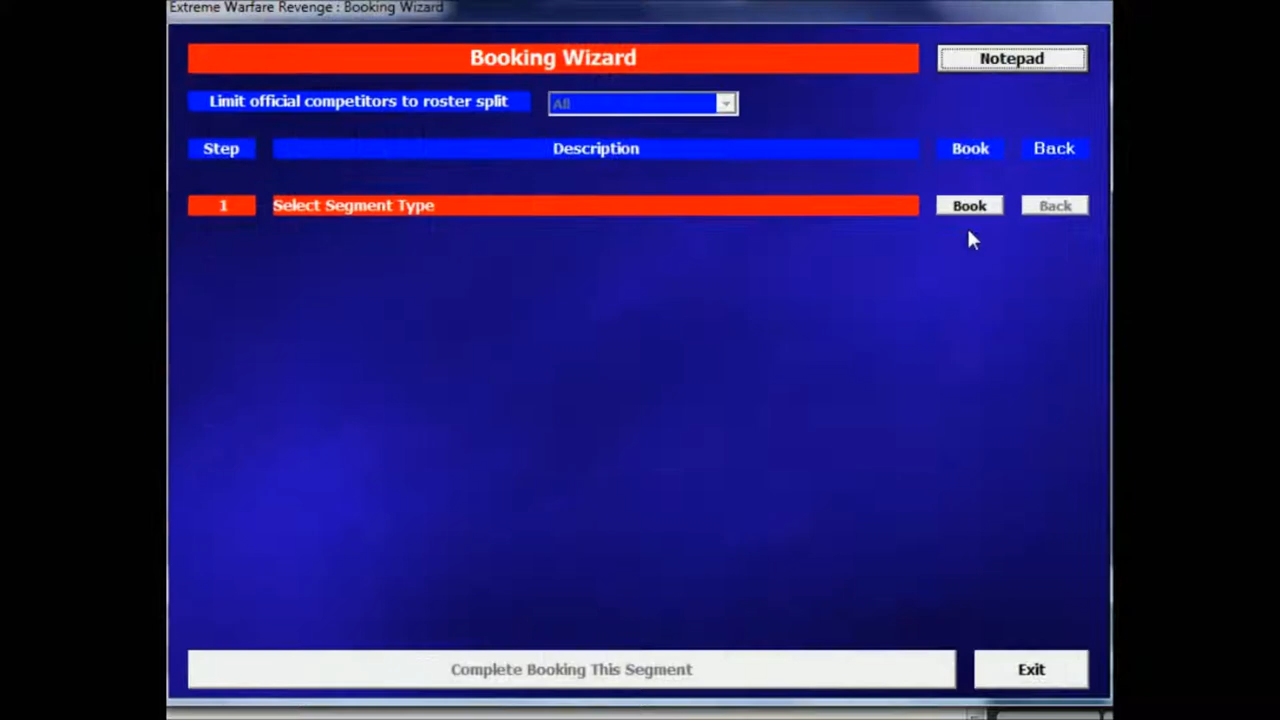 Extreme Warfare Revenge : Booking Wizard
Booking Wizard
Notepad
Limit official competitors to roster split
All
Step
Description
Book
Back
1
Select Segment Type
Book
Back
Complete Booking This Segment
Exit